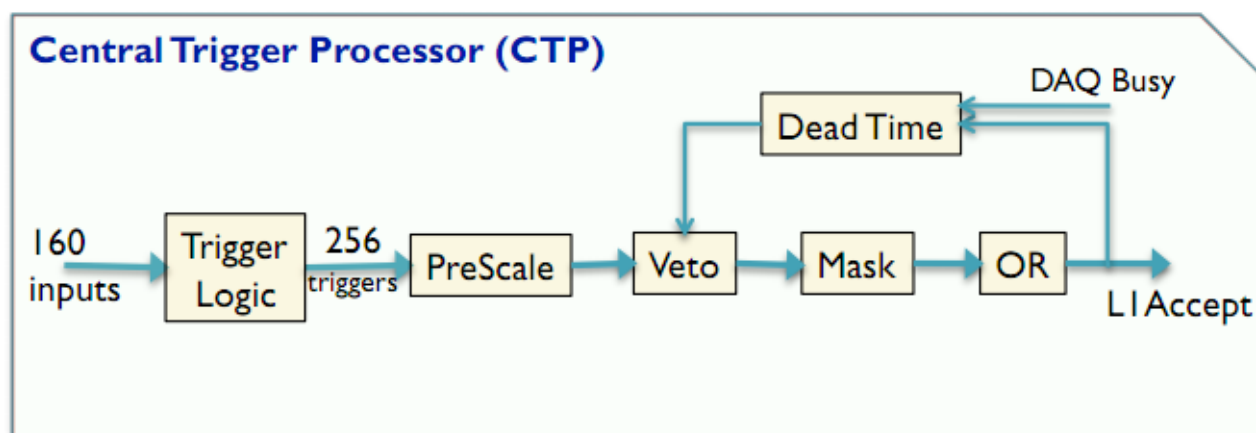 Central Trigger Processor (CTP)
DAQ Busy
Dead Time
160
inputs
Trigger
Logic
256
triggers
PreScale
Veto
Mask
OR
L1Accept